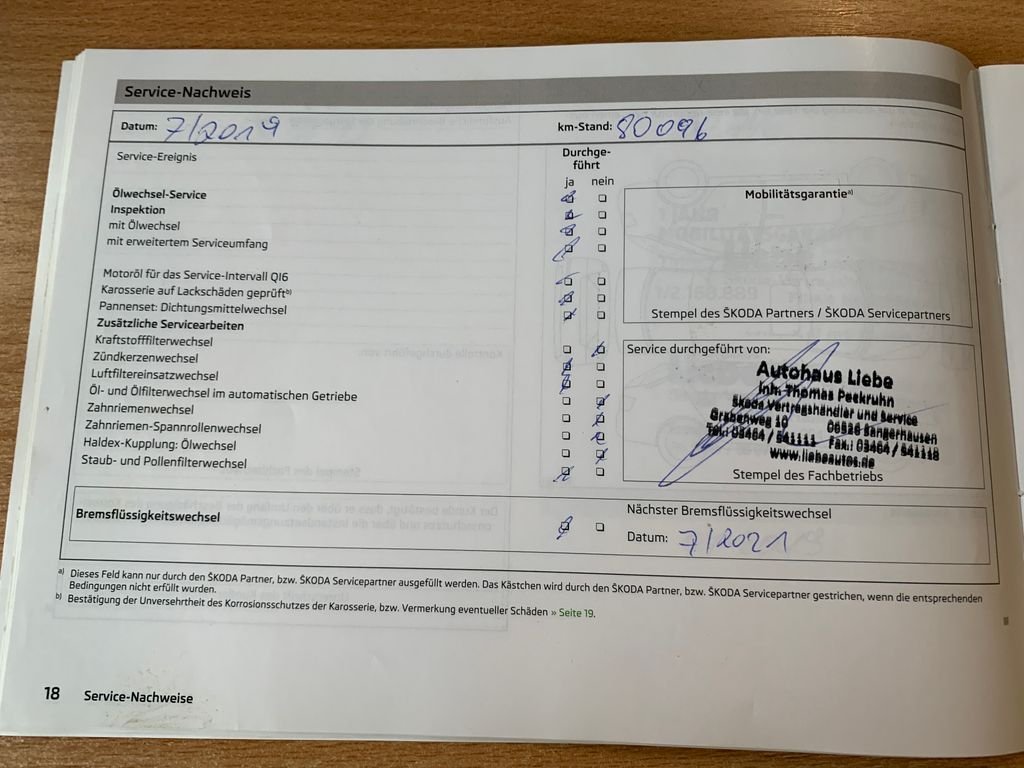 Service-Nachweis
Datum: 7/2019
km-Stand: 80096
Service-Ereignis
Durchge-
führt
ja nein
Ölwechsel-Service
Inspektion
mit Ölwechsel
mit erweitertem Serviceumfang
Motoröl für das Service-Intervall QI6
Karosserie auf Lackschäden geprüft b)
Pannenset: Dichtungsmittelwechsel
Zusätzliche Servicearbeiten
Kraftstofffilterwechsel
Zündkerzenwechsel
Luftfiltereinsatzwechsel
Öl- und Ölfilterwechsel im automatischen Getriebe
Zahnriemenwechsel
Zahnriemen-Spannrollenwechsel
Haldex-Kupplung: Ölwechsel
Staub- und Pollenfilterwechsel
Mobilitätsgarantie a)
Stempel des ŠKODA Partners / ŠKODA Servicepartners
Service durchgeführt von:
Autohaus Liebe
Inh. Thomas Peckruhn
Škoda Vertragshändler und Service
Grabenweg 10 06526 Sangerhausen
Tel.: 03464 / 541111 Fax.: 03464 / 541118
www.liebeautos.de
Stempel des Fachbetriebs
Bremsflüssigkeitswechsel
Nächster Bremsflüssigkeitswechsel
Datum: 7/2021
a) Dieses Feld kann nur durch den ŠKODA Partner, bzw. ŠKODA Servicepartner ausgefüllt werden. Das Kästchen wird durch den ŠKODA Partner, bzw. ŠKODA Servicepartner gestrichen, wenn die entsprechenden
Bedingungen nicht erfüllt wurden.
b) Bestätigung der Unversehrtheit des Korrosionsschutzes der Karosserie, bzw. Vermerkung eventueller Schäden » Seite 19.
18 Service-Nachweise